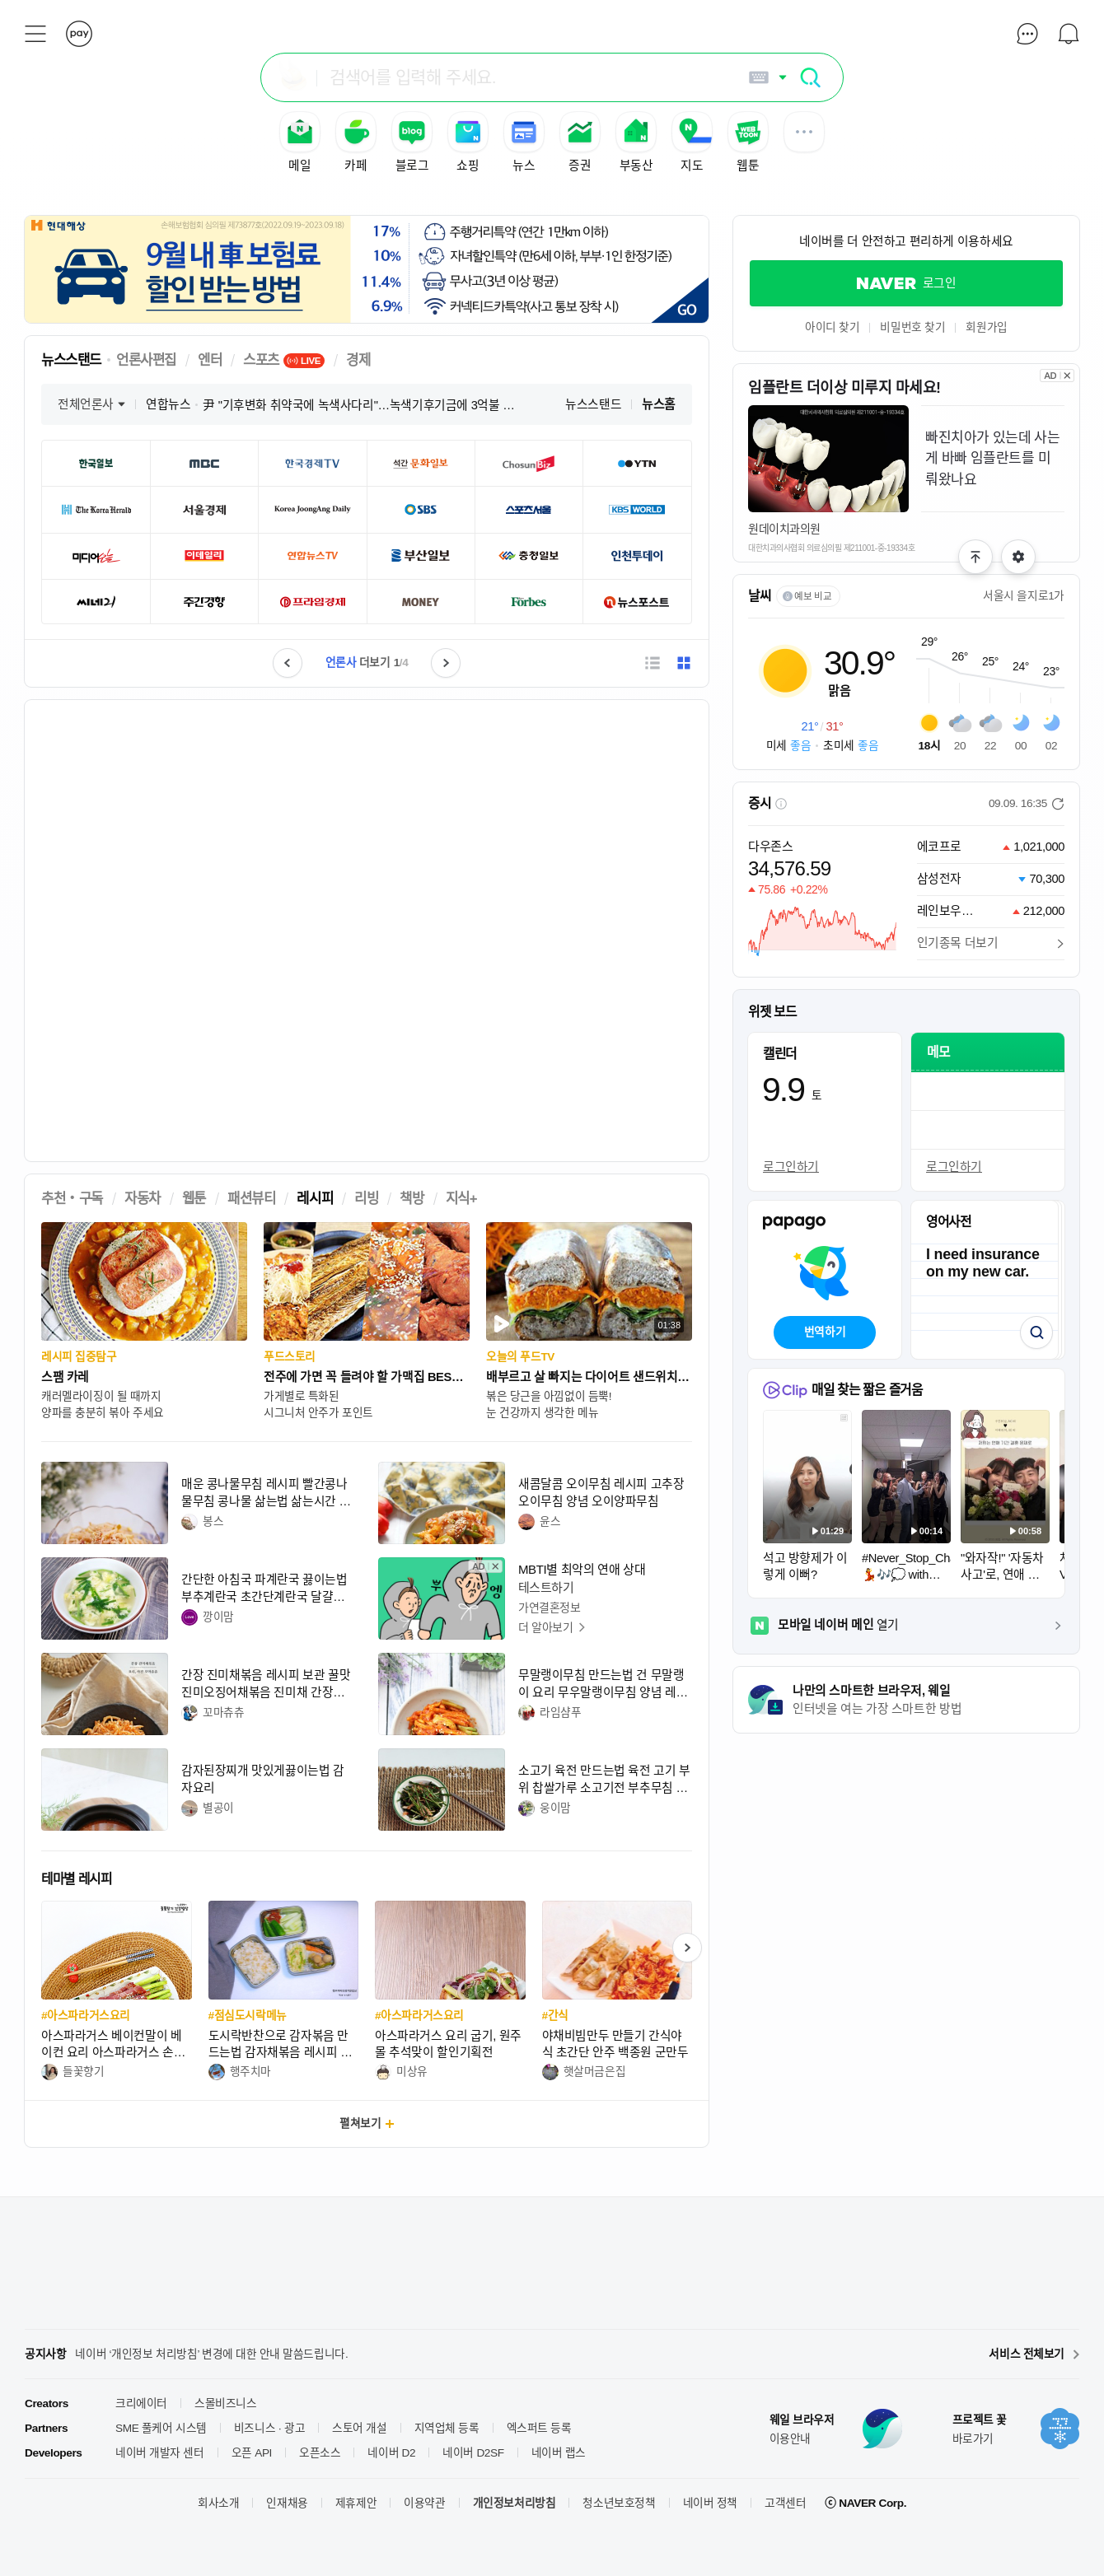 pay
검색어를 입력해 주세요.
메일 카페 블로그 쇼핑 뉴스 증권 부동산 지도 웹툰
현대해상
손해보험협회 심의필 제73877호(2022.09.19~2023.09.18)
9월 내 車 보험료
할인 받는 방법
17% 주행거리특약 (연간 1만km 이하)
10% 자녀할인특약 (만6세 이하, 부부·1인 한정기준)
11.4% 무사고(3년 이상 평균)
6.9% 커넥티드카특약(사고 통보 장착 시)
GO
네이버를 더 안전하고 편리하게 이용하세요
NAVER 로그인
아이디 찾기 비밀번호 찾기 회원가입
뉴스스탠드 · 언론사편집 / 엔터 / 스포츠 LIVE / 경제
전체언론사 연합뉴스 · 尹 "기후변화 취약국에 녹색사다리"…녹색기후기금에 3억불 … 뉴스스탠드 뉴스홈
한국일보 MBC 한국경제TV 석간 문화일보 ChosunBiz YTN
The Korea Herald 서울경제 Korea JoongAng Daily SBS 스포츠서울 KBS WORLD
미디어오늘 이데일리 연합뉴스TV 부산일보 충청일보 인천투데이
씨네21 주간경향 프라임경제 MONEY Forbes 뉴스포스트
언론사 더보기 1/4
AD
임플란트 더이상 미루지 마세요!
대한치과의사협회 의료심의필 제211001-중-19334호
빠진치아가 있는데 사는
게 바빠 임플란트를 미
뤄왔나요
원데이치과의원
대한치과의사협회 의료심의필 제211001-중-19334호
날씨 예보 비교 서울시 을지로1가
30.9°
맑음
21° / 31°
미세 좋음 · 초미세 좋음
29° 26° 25° 24° 23°
18시 20 22 00 02
증시 09.09. 16:35
다우존스
34,576.59
75.86 +0.22%
에코프로 1,021,000
삼성전자 70,300
레인보우… 212,000
인기종목 더보기
위젯 보드
캘린더
9.9 토
로그인하기
메모
로그인하기
papago
번역하기
영어사전
I need insurance
on my new car.
Clip 매일 찾는 짧은 즐거움
01:29
00:14
00:58
석고 방향제가 이
렇게 이뻐?
#Never_Stop_Ch
💃🎶💭 with…
"와자작!" '자동차
사고'로, 연애 …
모바일 네이버 메인 열기
나만의 스마트한 브라우저, 웨일
인터넷을 여는 가장 스마트한 방법
추천 · 구독 / 자동차 / 웹툰 / 패션뷰티 / 레시피 / 리빙 / 책방 / 지식+
01:38
레시피 집중탐구
스팸 카레
캐러멜라이징이 될 때까지
양파를 충분히 볶아 주세요
푸드스토리
전주에 가면 꼭 들려야 할 가맥집 BES…
가게별로 특화된
시그니처 안주가 포인트
오늘의 푸드TV
배부르고 살 빠지는 다이어트 샌드위치…
볶은 당근을 아낌없이 듬뿍!
눈 건강까지 생각한 메뉴
매운 콩나물무침 레시피 빨간콩나
물무침 콩나물 삶는법 삶는시간 …
봉스
새콤달콤 오이무침 레시피 고추장
오이무침 양념 오이양파무침
윤스
간단한 아침국 파계란국 끓이는법
부추계란국 초간단계란국 달걀…
깡이맘
AD
뿌
엥
MBTI별 최악의 연애 상대
테스트하기
가연결혼정보
더 알아보기
간장 진미채볶음 레시피 보관 꿀맛
진미오징어채볶음 진미채 간장…
꼬마츄츄
무말랭이무침 만드는법 건 무말랭
이 요리 무우말랭이무침 양념 레…
라임샴푸
감자된장찌개 맛있게끓이는법 감
자요리
별공이
소고기 육전 만드는법 육전 고기 부
위 찹쌀가루 소고기전 부추무침 …
웅이맘
테마별 레시피
#아스파라거스요리
아스파라거스 베이컨말이 베
이컨 요리 아스파라거스 손…
들꽃향기
#점심도시락메뉴
도시락반찬으로 감자볶음 만
드는법 감자채볶음 레시피 …
행주치마
#아스파라거스요리
아스파라거스 요리 굽기, 원주
몰 추석맞이 할인기획전
미상유
#간식
야채비빔만두 만들기 간식야
식 초간단 안주 백종원 군만두
햇살머금은집
펼쳐보기
공지사항 네이버 '개인정보 처리방침' 변경에 대한 안내 말씀드립니다. 서비스 전체보기
Creators 크리에이터 스몰비즈니스
Partners SME 풀케어 시스템 비즈니스 · 광고 스토어 개설 지역업체 등록 엑스퍼트 등록
Developers 네이버 개발자 센터 오픈 API 오픈소스 네이버 D2 네이버 D2SF 네이버 랩스
웨일 브라우저
이용안내
프로젝트 꽃
바로가기
회사소개 인재채용 제휴제안 이용약관 개인정보처리방침 청소년보호정책 네이버 정책 고객센터 ⓒ NAVER Corp.